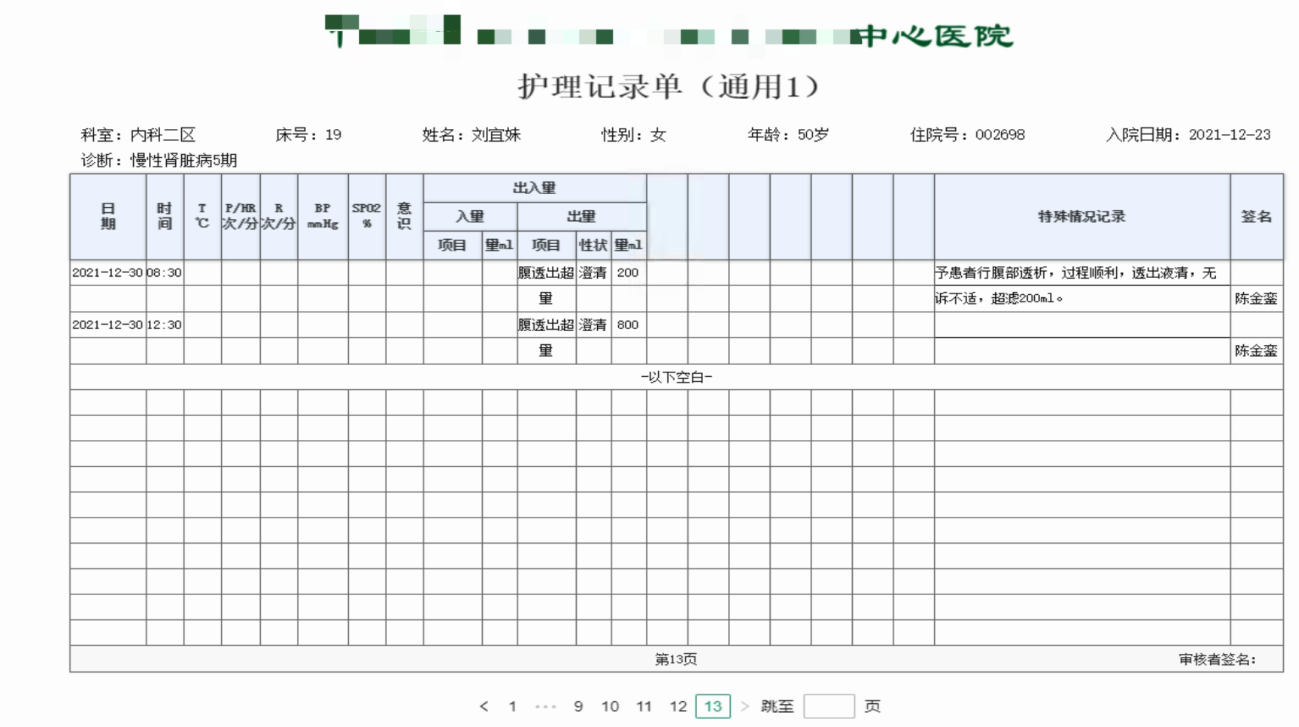 中心医院
护理记录单（通用1）
科室：内科二区 床号：19 姓名：刘宜妹 性别：女 年龄：50岁 住院号：002698 入院日期：2021-12-23
诊断：慢性肾脏病5期
日期 时间 T ℃ P/HR 次/分 R 次/分 BP mmHg SPO2 % 意识 出入量 特殊情况记录 签名
入量 出量
项目 量ml 项目 性状 量ml
2021-12-30 08:30 腹透出超 澄清 200 予患者行腹部透析，过程顺利，透出液清，无
量 诉不适，超滤200ml。 陈金銮
2021-12-30 12:30 腹透出超 澄清 800
量 陈金銮
-以下空白-
第13页 审核者签名：
< 1 ··· 9 10 11 12 13 > 跳至 页